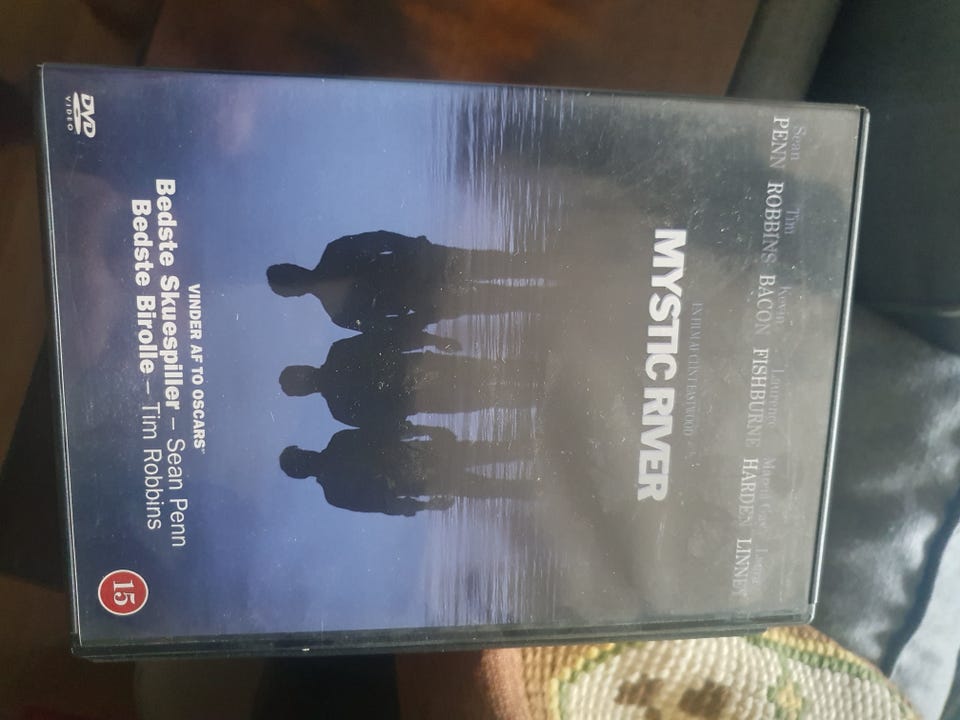 Sean Tim Kevin Laurence Marcia Gay Laura
PENN ROBBINS BACON FISHBURNE HARDEN LINNEY
EN FILM AF CLINT EASTWOOD
MYSTIC RIVER
VINDER AF TO OSCARS®
Bedste Skuespiller – Sean Penn
Bedste Birolle – Tim Robbins
DVD
VIDEO
15